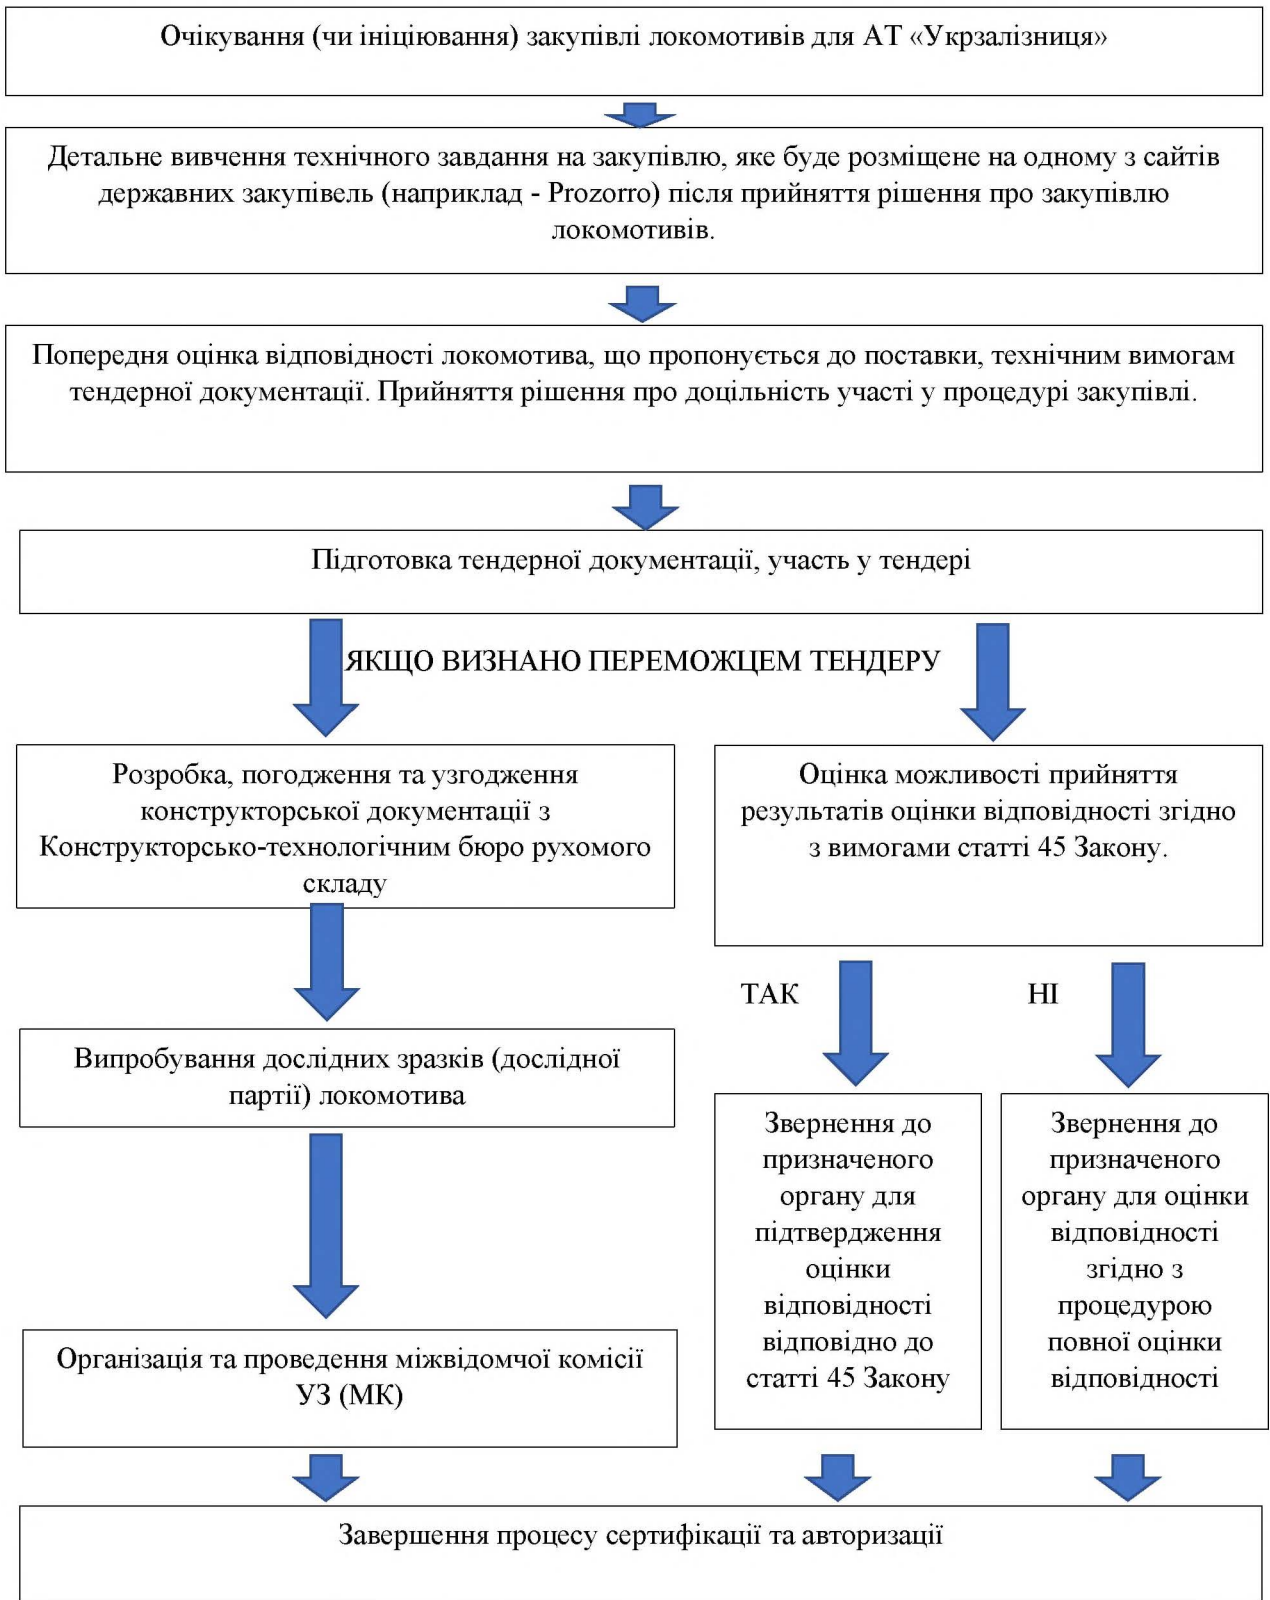 Очікування (чи ініціювання) закупівлі локомотивів для АТ «Укрзалізниця»
Детальне вивчення технічного завдання на закупівлю, яке буде розміщене на одному з сайтів
державних закупівель (наприклад - Prozorro) після прийняття рішення про закупівлю
локомотивів.
Попередня оцінка відповідності локомотива, що пропонується до поставки, технічним вимогам
тендерної документації. Прийняття рішення про доцільність участі у процедурі закупівлі.
Підготовка тендерної документації, участь у тендері
ЯКЩО ВИЗНАНО ПЕРЕМОЖЦЕМ ТЕНДЕРУ
Розробка, погодження та узгодження
конструкторської документації з
Конструкторсько-технологічним бюро рухомого
складу
Випробування дослідних зразків (дослідної
партії) локомотива
Організація та проведення міжвідомчої комісії
УЗ (МК)
Оцінка можливості прийняття
результатів оцінки відповідності згідно
з вимогами статті 45 Закону.
ТАК
НІ
Звернення до
призначеного
органу для
підтвердження
оцінки
відповідності
відповідно до
статті 45 Закону
Звернення до
призначеного
органу для оцінки
відповідності
згідно з
процедурою
повної оцінки
відповідності
Завершення процесу сертифікації та авторизації